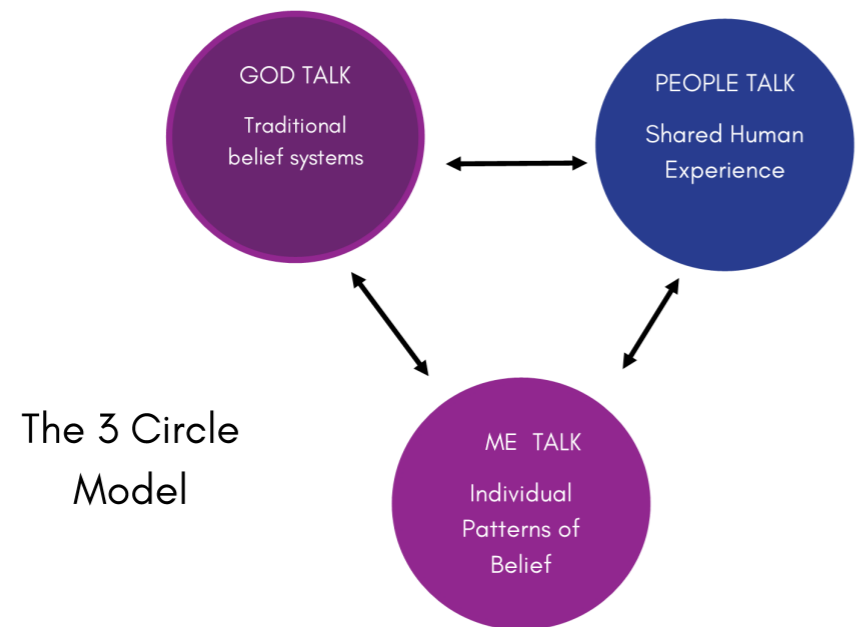 GOD TALK
Traditional
belief systems
PEOPLE TALK
Shared Human
Experience
The 3 Circle
Model
ME TALK
Individual
Patterns of
Belief